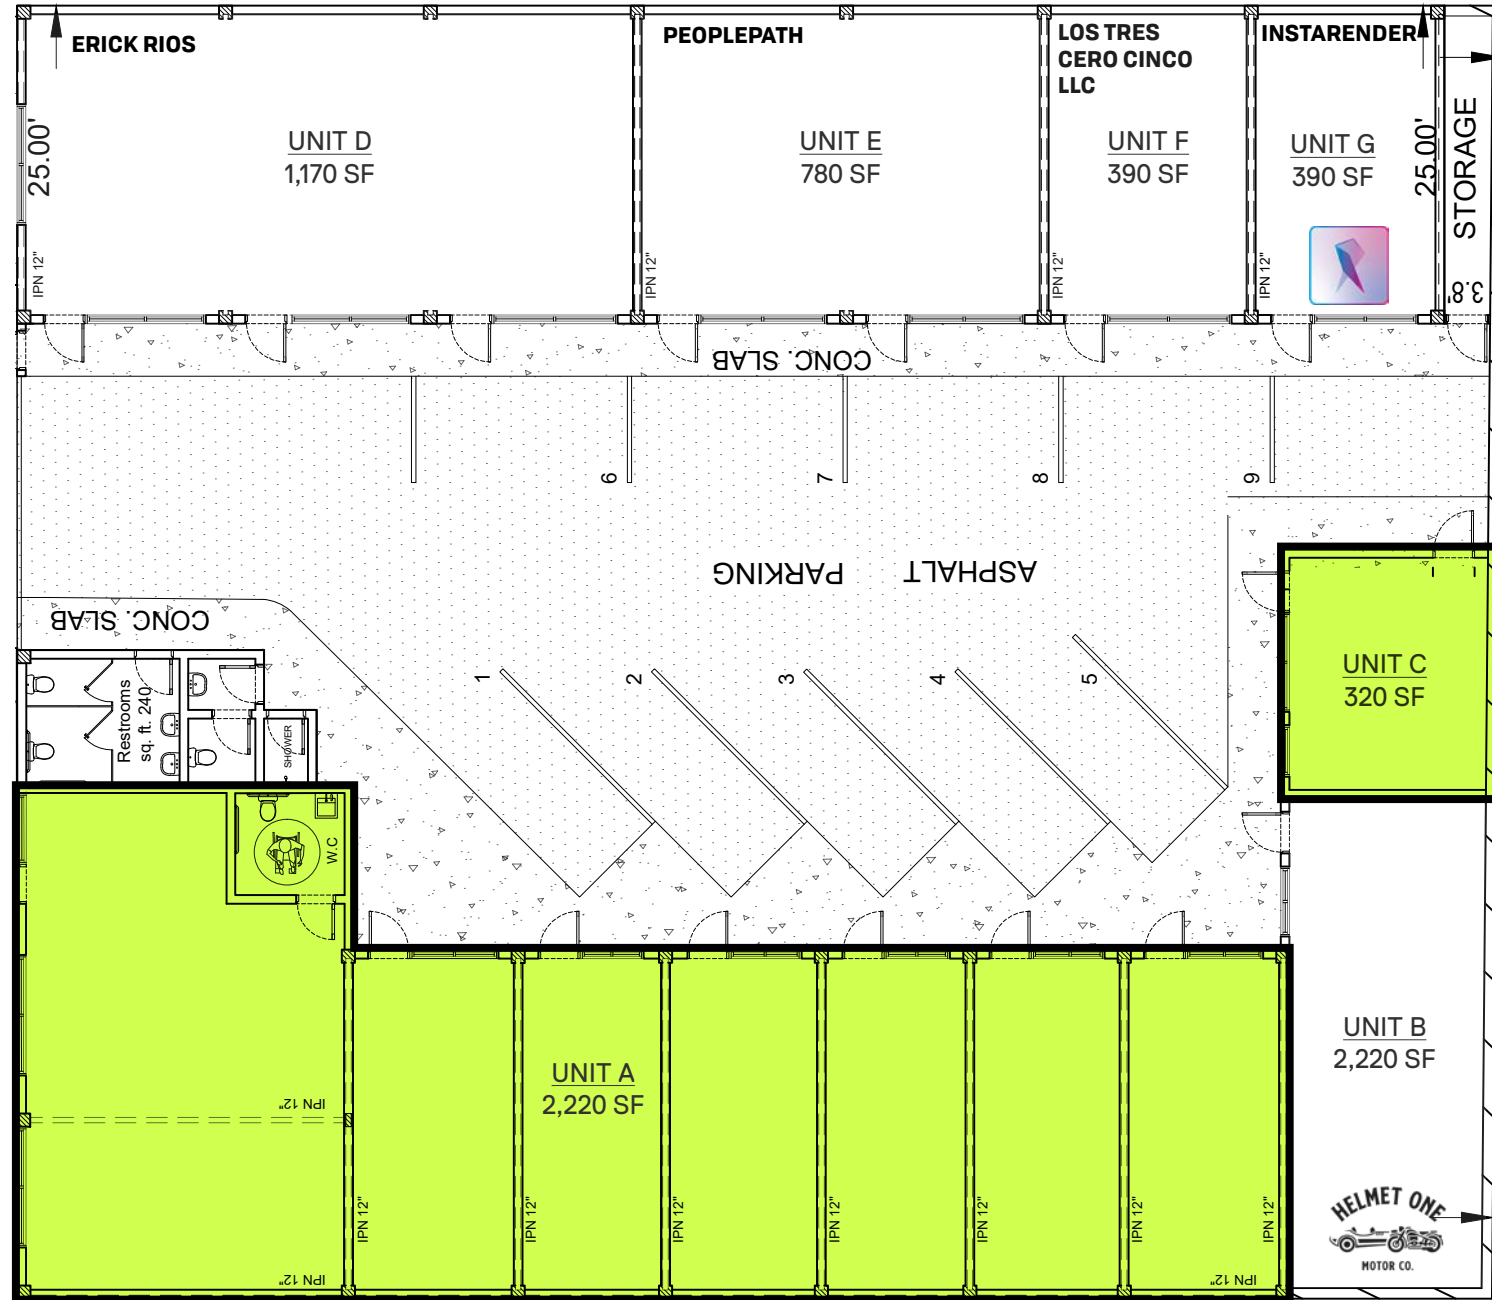 ERICK RIOS
PEOPLEPATH
LOS TRES
CERO CINCO
LLC
INSTARENDER
25.00'
UNIT D
1,170 SF
UNIT E
780 SF
UNIT F
390 SF
UNIT G
390 SF
25.00'
STORAGE
3.8'
IPN 12"
IPN 12"
IPN 12"
IPN 12"
CONC. SLAB
6
7
8
9
PARKING
ASPHALT
CONC. SLAB
1
2
3
4
5
Restrooms
sq. ft. 240
SHOWER
UNIT C
320 SF
W.C
UNIT A
2,220 SF
UNIT B
2,220 SF
IPN 12"
IPN 12"
IPN 12"
IPN 12"
IPN 12"
IPN 12"
IPN 12"
IPN 12"
IPN 12"
HELMET ONE
MOTOR CO.